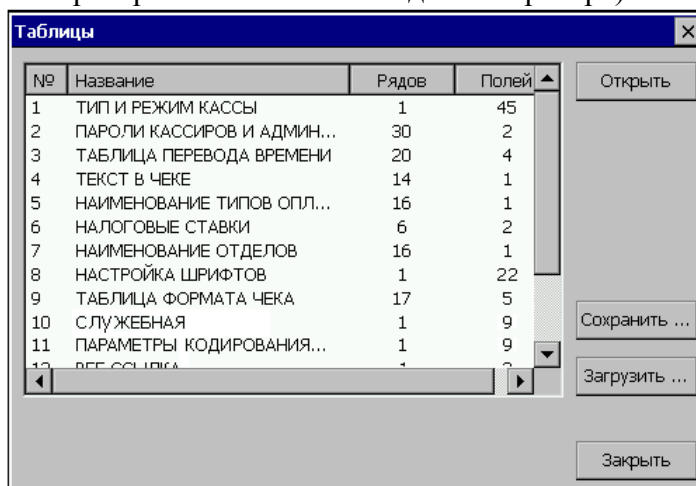 Таблицы
№ Название Рядов Полей Открыть
1 ТИП И РЕЖИМ КАССЫ 1 45
2 ПАРОЛИ КАССИРОВ И АДМИН... 30 2
3 ТАБЛИЦА ПЕРЕВОДА ВРЕМЕНИ 20 4
4 ТЕКСТ В ЧЕКЕ 14 1
5 НАИМЕНОВАНИЕ ТИПОВ ОПЛ... 16 1
6 НАЛОГОВЫЕ СТАВКИ 6 2
7 НАИМЕНОВАНИЕ ОТДЕЛОВ 16 1
8 НАСТРОЙКА ШРИФТОВ 1 22
9 ТАБЛИЦА ФОРМАТА ЧЕКА 17 5
10 СЛУЖЕБНАЯ 1 9
Сохранить ...
11 ПАРАМЕТРЫ КОДИРОВАНИЯ... 1 9
Загрузить ...
Закрыть